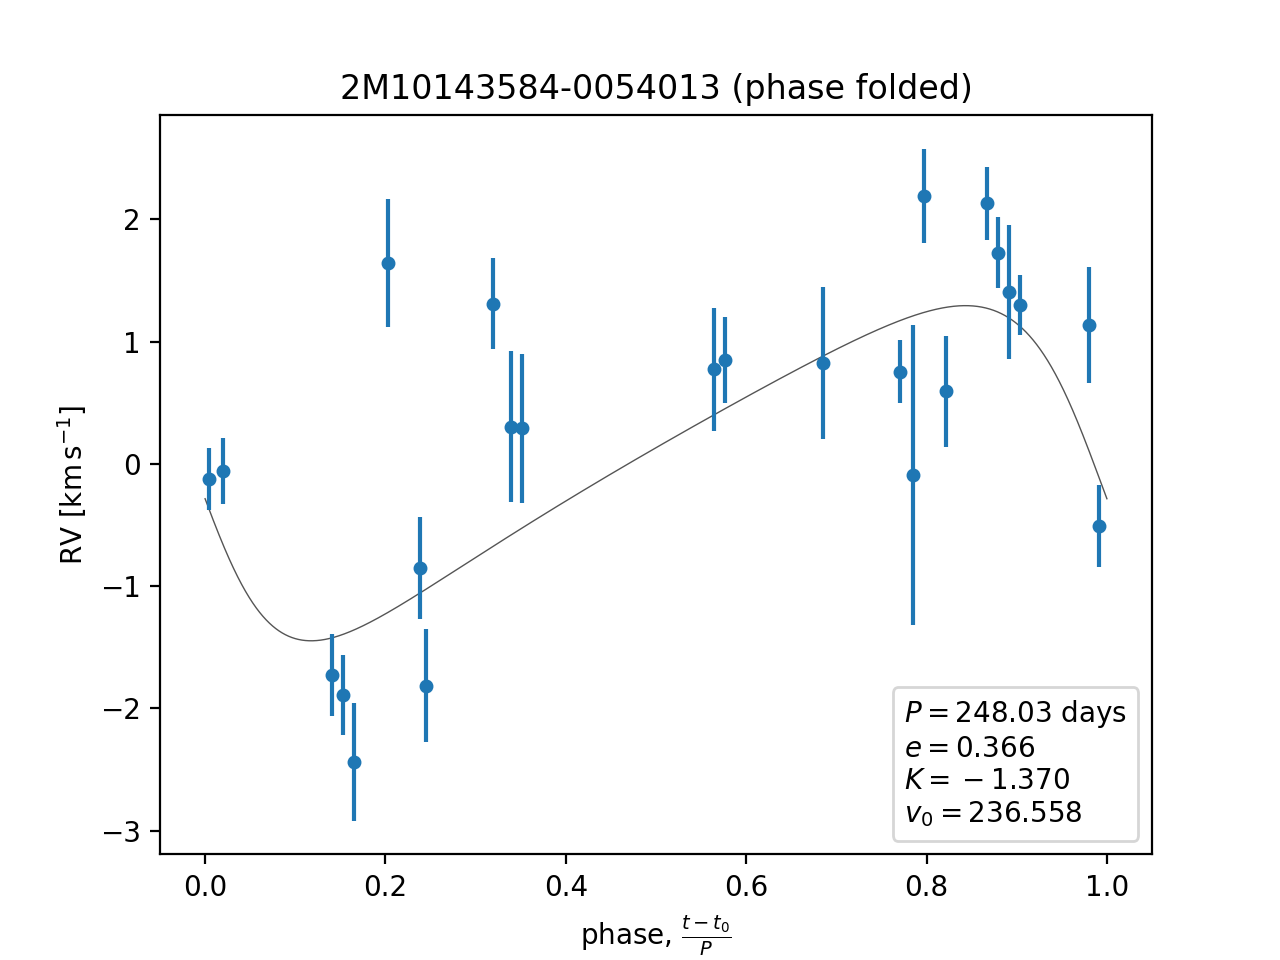 2M10143584-0054013 (phase folded)
RV [km s⁻¹]
2
1
0
−1
−2
−3
P = 248.03 days
e = 0.366
K = −1.370
v₀ = 236.558
0.0 0.2 0.4 0.6 0.8 1.0
phase, (t − t₀)/P